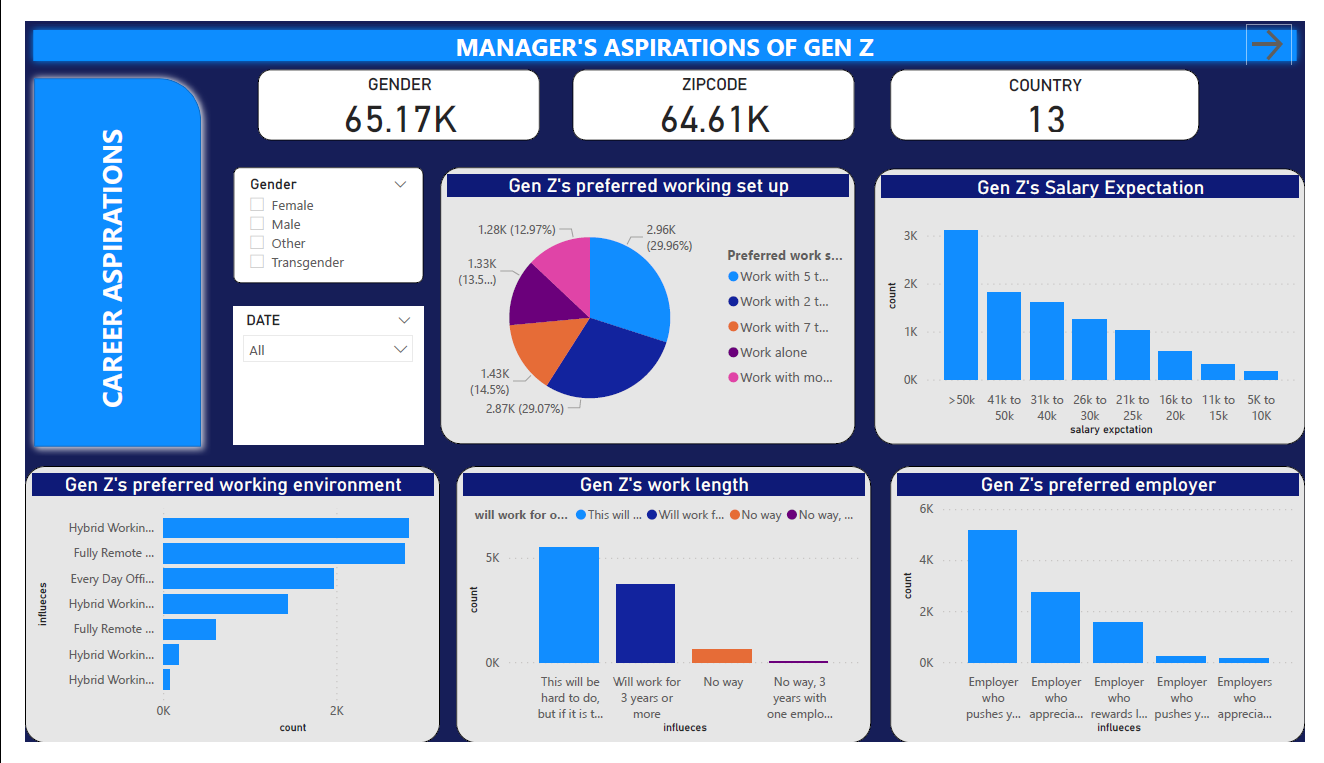 MANAGER'S ASPIRATIONS OF GEN Z
CAREER ASPIRATIONS
GENDER
65.17K
ZIPCODE
64.61K
COUNTRY
13
Gender
Female
Male
Other
Transgender
DATE
All
Gen Z's preferred working set up
1.28K (12.97%)
2.96K
(29.96%)
1.33K
(13.5...)
1.43K
(14.5%)
2.87K (29.07%)
Preferred work s...
Work with 5 t...
Work with 2 t...
Work with 7 t...
Work alone
Work with mo...
Gen Z's Salary Expectation
count
3K
2K
1K
0K
>50k
41k to
50k
31k to
40k
26k to
30k
21k to
25k
16k to
20k
11k to
15k
5K to
10K
salary expctation
Gen Z's preferred working environment
influeces
Hybrid Workin...
Fully Remote ...
Every Day Offi...
Hybrid Workin...
Fully Remote ...
Hybrid Workin...
Hybrid Workin...
0K
2K
count
Gen Z's work length
will work for o...
This will ...
Will work f...
No way
No way, ...
count
5K
0K
This will be
hard to do,
but if it is t...
Will work for
3 years or
more
No way
No way, 3
years with
one emplo...
influeces
Gen Z's preferred employer
count
6K
4K
2K
0K
Employer
who
pushes y...
Employer
who
apprecia...
Employer
who
rewards l...
Employer
who
pushes y...
Employers
who
apprecia...
influeces